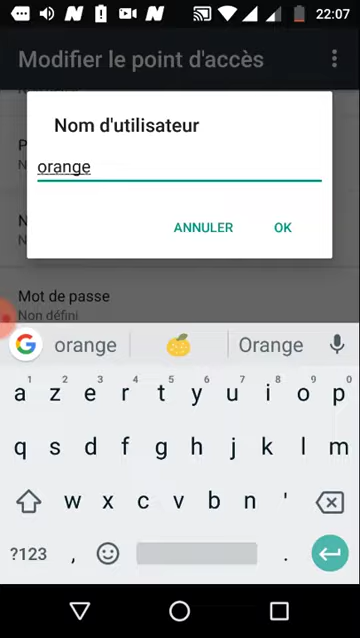 22:07
Modifier le point d'accès
Nom d'utilisateur
orange
ANNULER OK
Mot de passe
Non défini
orange Orange
1 2 3 4 5 6 7 8 9 0
a z e r t y u i o p
q s d f g h j k l m
w x c v b n '
?123 , .